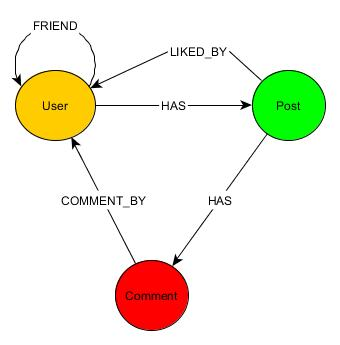 FRIEND
LIKED_BY
User
HAS
Post
COMMENT_BY
HAS
Comment